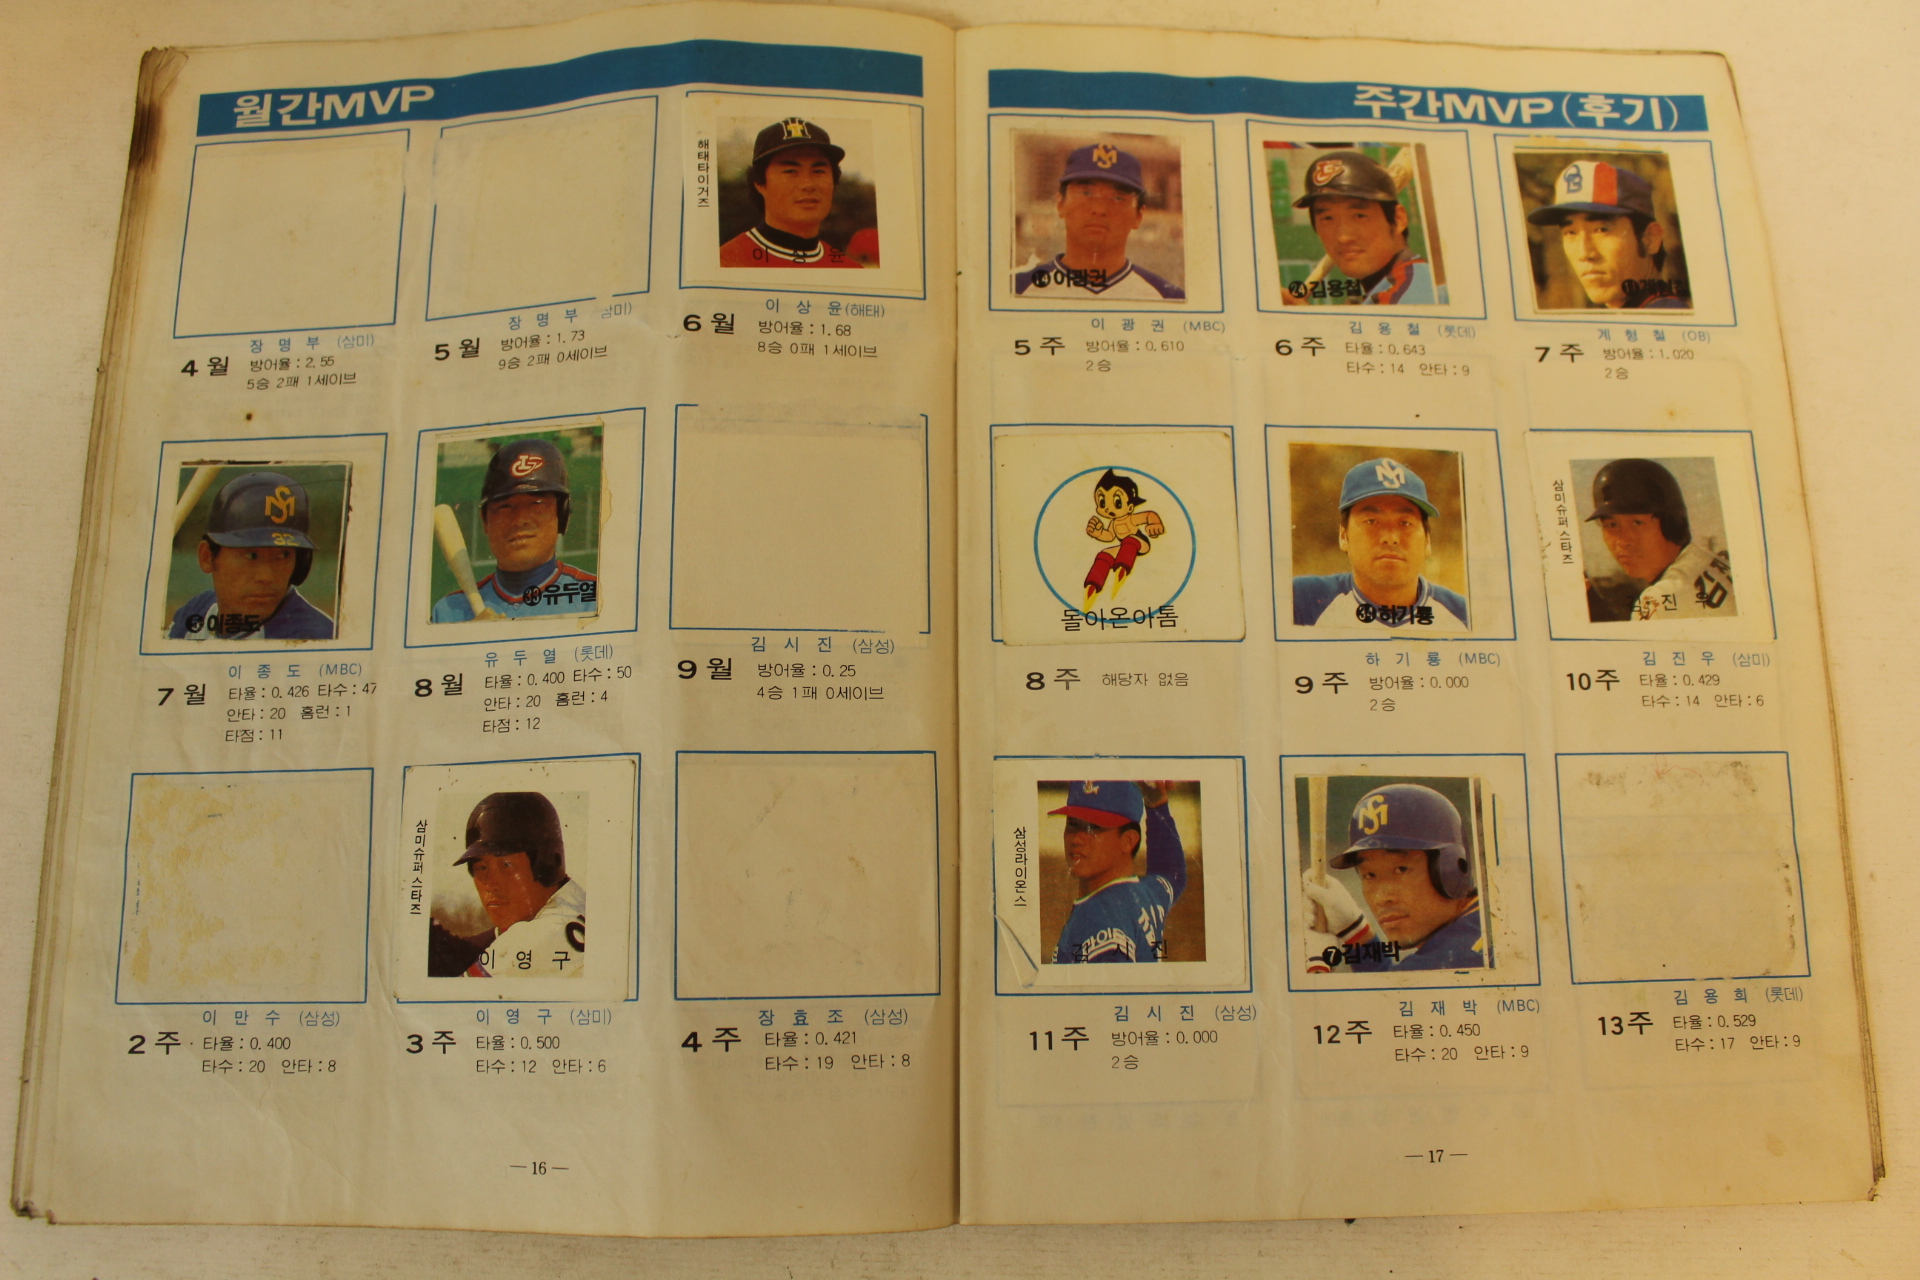 월간MVP
해태타이거즈
이 상 윤
4월
장 명 부 (삼미)
방어율 : 2.55
5승 2패 1세이브
5월
장 명 부 (삼미)
방어율 : 1.73
9승 2패 0세이브
6월
이 상 윤 (해태)
방어율 : 1.68
8승 0패 1세이브
32
⑤이종도
㉝유두열
7월
이 종 도 (MBC)
타율 : 0.426 타수 : 47
안타 : 20 홈런 : 1
타점 : 11
8월
유 두 열 (롯데)
타율 : 0.400 타수 : 50
안타 : 20 홈런 : 4
타점 : 12
9월
김 시 진 (삼성)
방어율 : 0.25
4승 1패 0세이브
삼미슈퍼스타즈
이 영 구
2주
이 만 수 (삼성)
타율 : 0.400
타수 : 20 안타 : 8
3주
이 영 구 (삼미)
타율 : 0.500
타수 : 12 안타 : 6
4주
장 효 조 (삼성)
타율 : 0.421
타수 : 19 안타 : 8
— 16 —
주간MVP(후기)
이광권
김용철
계형철
5주
이 광 권 (MBC)
방어율 : 0.610
2승
6주
김 용 철 (롯데)
타율 : 0.643
타수 : 14 안타 : 9
7주
계 형 철 (OB)
방어율 : 1.020
2승
돌아온아톰
하기룡
삼미슈퍼스타즈
김 진 우
8주
해당자 없음
9주
하 기 룡 (MBC)
방어율 : 0.000
2승
10주
김 진 우 (삼미)
타율 : 0.429
타수 : 14 안타 : 6
삼성라이온스
김 시 진
⑦김재박
11주
김 시 진 (삼성)
방어율 : 0.000
2승
12주
김 재 박 (MBC)
타율 : 0.450
타수 : 20 안타 : 9
13주
김 용 희 (롯데)
타율 : 0.529
타수 : 17 안타 : 9
— 17 —